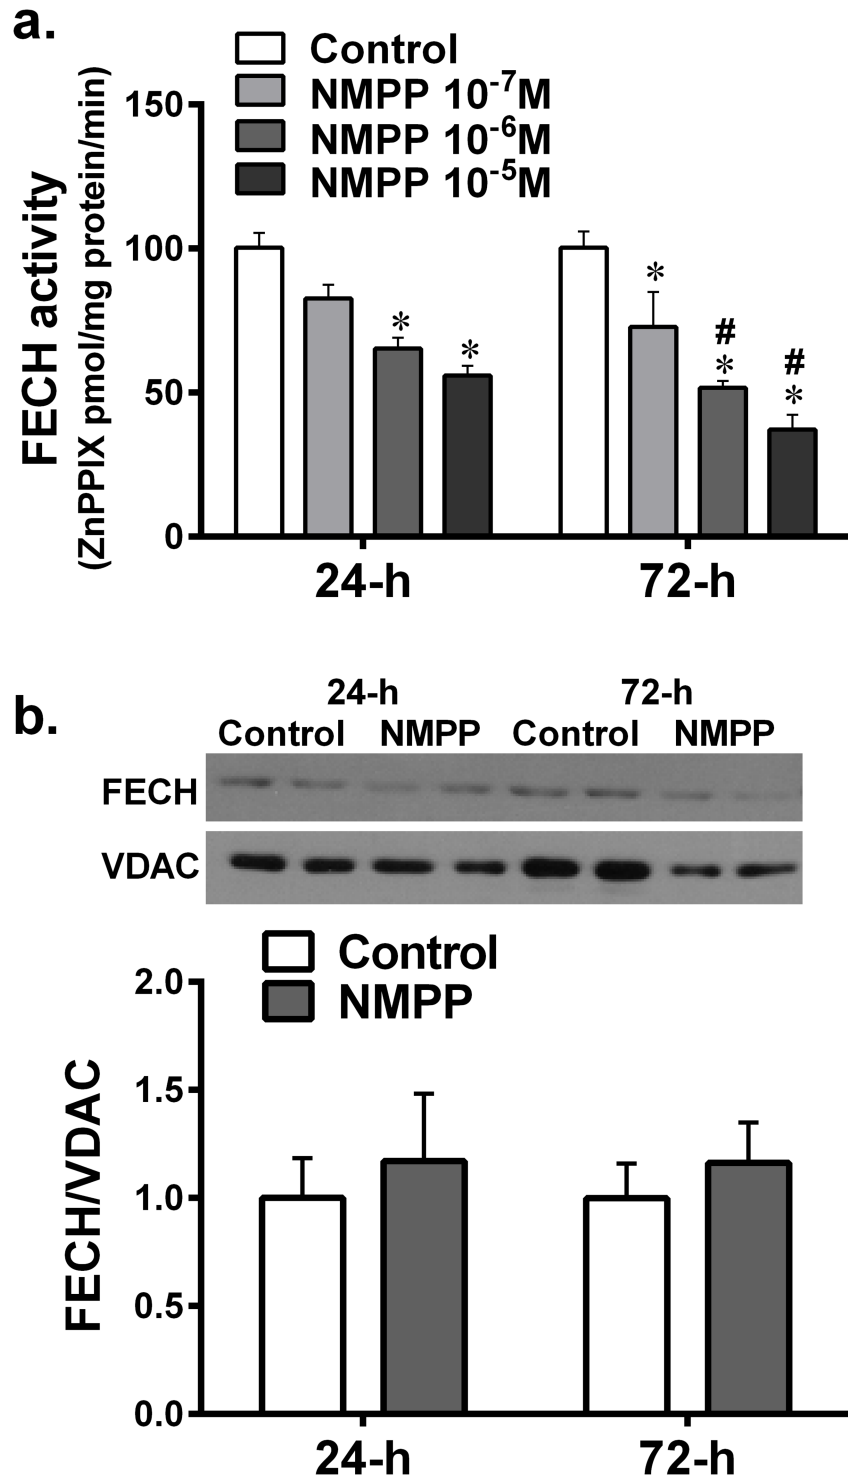 a.
Control
NMPP 10⁻⁷M
NMPP 10⁻⁶M
NMPP 10⁻⁵M
FECH activity
(ZnPPIX pmol/mg protein/min)
150
100
50
0
* * * # * # *
24-h 72-h
b.
24-h 72-h
Control NMPP Control NMPP
FECH
VDAC
Control
NMPP
FECH/VDAC
2.0
1.5
1.0
0.5
0.0
24-h 72-h